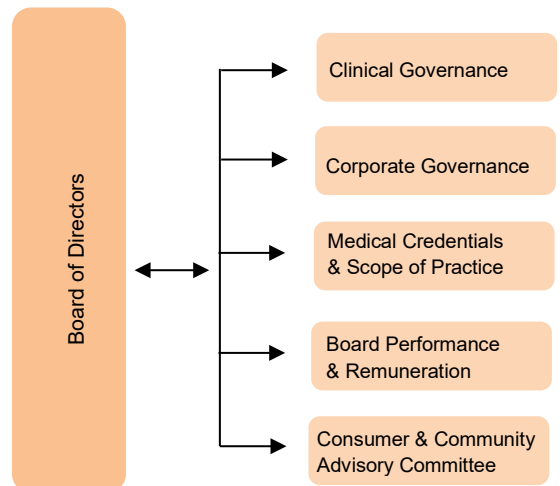 Board of Directors
Clinical Governance
Corporate Governance
Medical Credentials
& Scope of Practice
Board Performance
& Remuneration
Consumer & Community
Advisory Committee